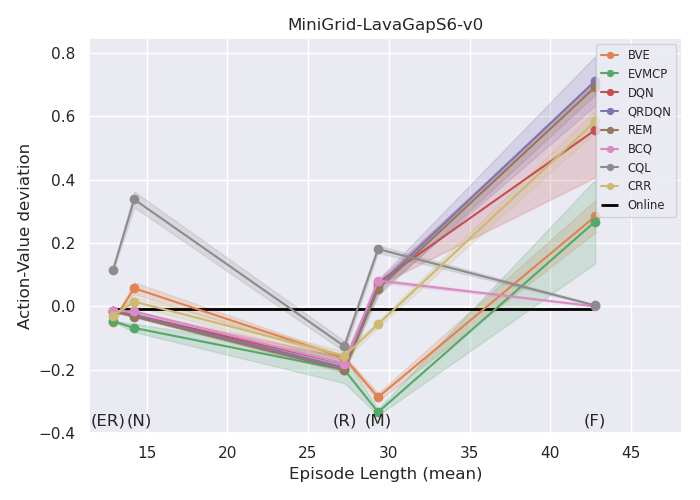 MiniGrid-LavaGapS6-v0
Action-Value deviation
0.8
0.6
0.4
0.2
0.0
−0.2
−0.4
BVE
EVMCP
DQN
QRDQN
REM
BCQ
CQL
CRR
Online
(ER) (N) (R) (M) (F)
15 20 25 30 35 40 45
Episode Length (mean)